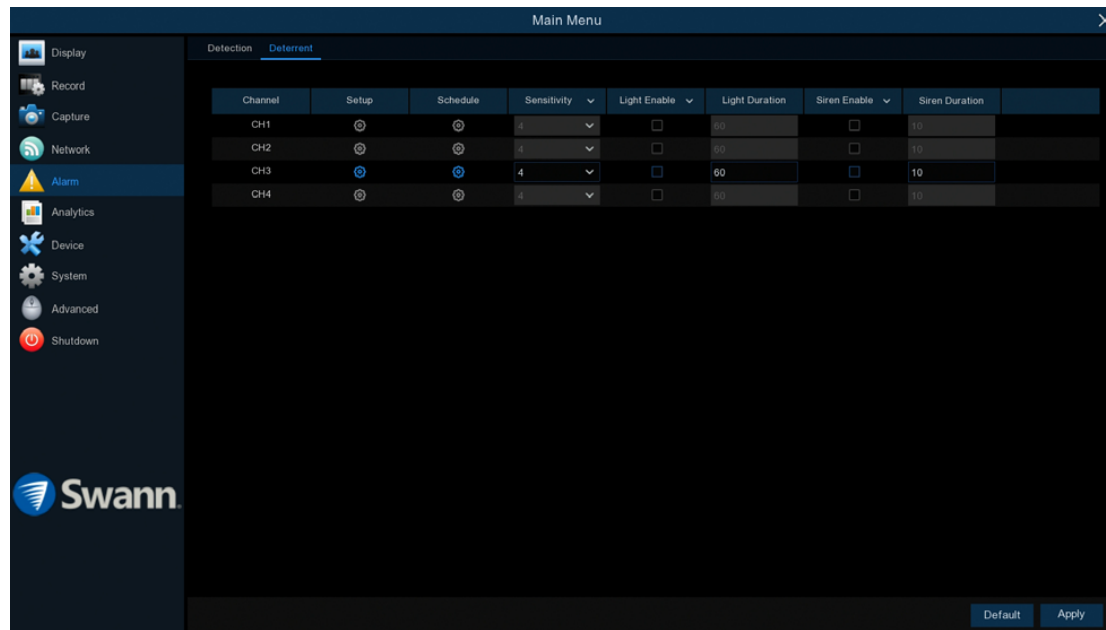 Main Menu
Display
Record
Capture
Network
Alarm
Analytics
Device
System
Advanced
Shutdown
Swann
Detection Deterrent
Channel Setup Schedule Sensitivity Light Enable Light Duration Siren Enable Siren Duration
CH1 4 60 10
CH2 4 60 10
CH3 4 60 10
CH4 4 60 10
Default Apply